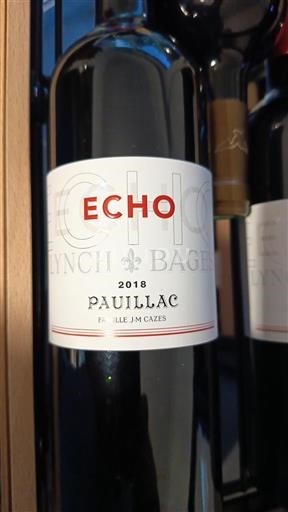 ECHO
LYNCH BAGES
2018
PAUILLAC
FAMILLE J-M CAZES